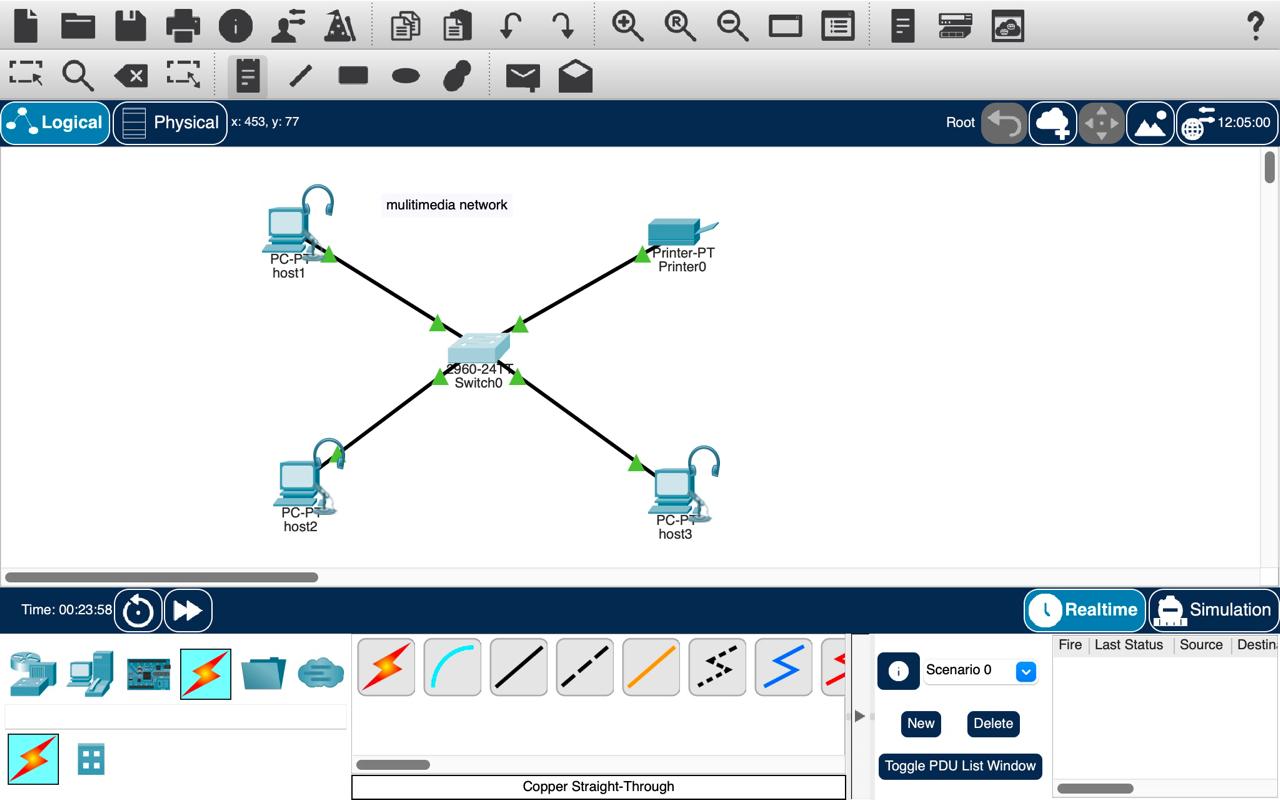 Logical
Physical
x: 453, y: 77
Root
12:05:00
mulitimedia network
PC-PT
host1
Printer-PT
Printer0
2960-24TT
Switch0
PC-PT
host2
PC-PT
host3
Time: 00:23:58
Realtime
Simulation
Scenario 0
New
Delete
Toggle PDU List Window
Fire
Last Status
Source
Destin
Copper Straight-Through